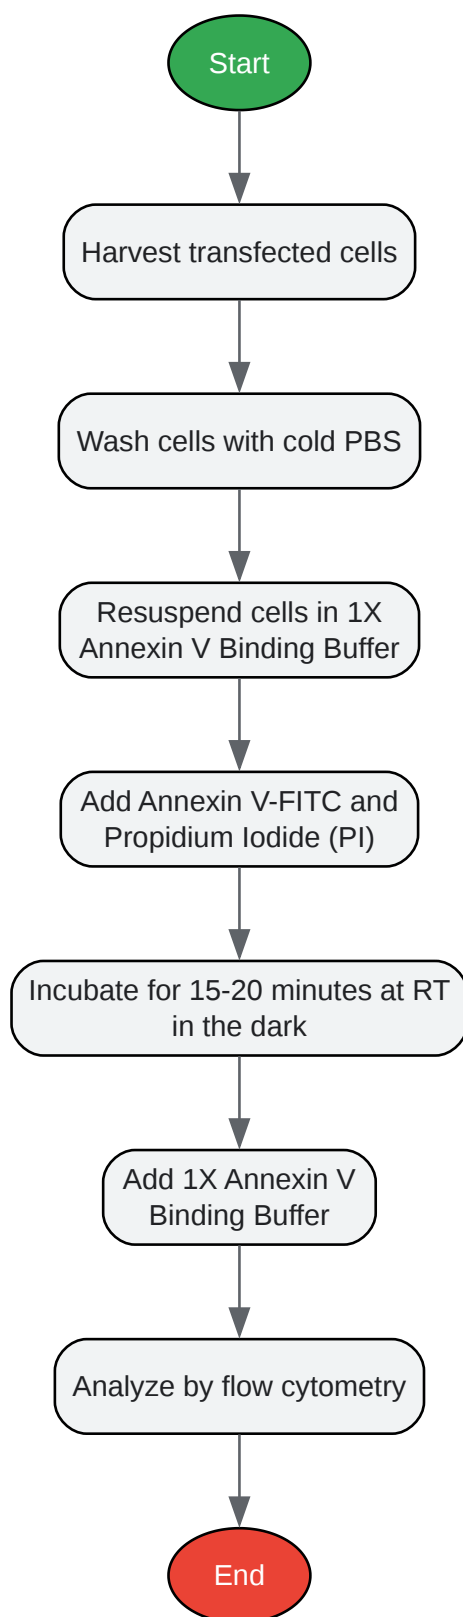 Start
Harvest transfected cells
Wash cells with cold PBS
Resuspend cells in 1X
Annexin V Binding Buffer
Add Annexin V-FITC and
Propidium Iodide (PI)
Incubate for 15-20 minutes at RT
in the dark
Add 1X Annexin V
Binding Buffer
Analyze by flow cytometry
End